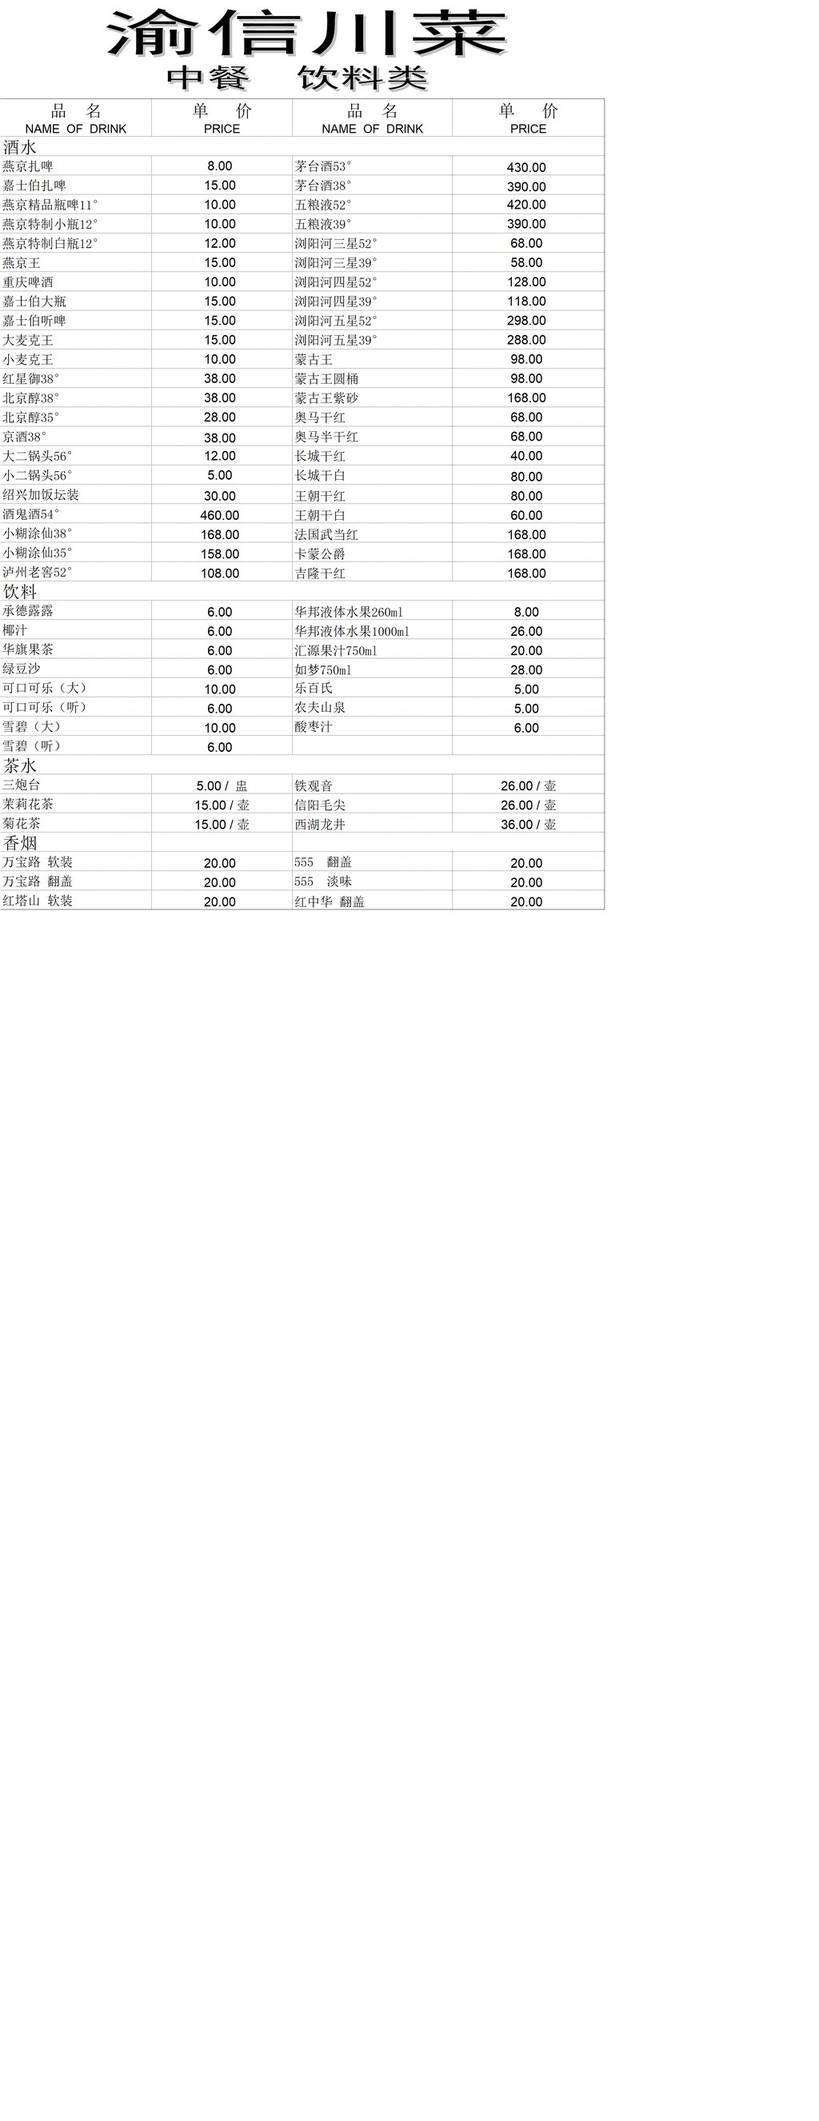 渝信川菜
中餐 饮料类
品 名 单 价 品 名 单 价
NAME OF DRINK PRICE NAME OF DRINK PRICE
酒水
燕京扎啤 8.00 茅台酒53° 430.00
嘉士伯扎啤 15.00 茅台酒38° 390.00
燕京精品瓶啤11° 10.00 五粮液52° 420.00
燕京特制小瓶12° 10.00 五粮液39° 390.00
燕京特制白瓶12° 12.00 浏阳河三星52° 68.00
燕京王 15.00 浏阳河三星39° 58.00
重庆啤酒 10.00 浏阳河四星52° 128.00
嘉士伯大瓶 15.00 浏阳河四星39° 118.00
嘉士伯听啤 15.00 浏阳河五星52° 298.00
大麦克王 15.00 浏阳河五星39° 288.00
小麦克王 10.00 蒙古王 98.00
红星御38° 38.00 蒙古王圆桶 98.00
北京醇38° 38.00 蒙古王紫砂 168.00
北京醇35° 28.00 奥马干红 68.00
京酒38° 38.00 奥马半干红 68.00
大二锅头56° 12.00 长城干红 40.00
小二锅头56° 5.00 长城干白 80.00
绍兴加饭坛装 30.00 王朝干红 80.00
酒鬼酒54° 460.00 王朝干白 60.00
小糊涂仙38° 168.00 法国武当红 168.00
小糊涂仙35° 158.00 卡蒙公爵 168.00
泸州老窖52° 108.00 吉隆干红 168.00
饮料
承德露露 6.00 华邦液体水果260ml 8.00
椰汁 6.00 华邦液体水果1000ml 26.00
华旗果茶 6.00 汇源果汁750ml 20.00
绿豆沙 6.00 如梦750ml 28.00
可口可乐（大） 10.00 乐百氏 5.00
可口可乐（听） 6.00 农夫山泉 5.00
雪碧（大） 10.00 酸枣汁 6.00
雪碧（听） 6.00
茶水
三炮台 5.00 / 盅 铁观音 26.00 / 壶
茉莉花茶 15.00 / 壶 信阳毛尖 26.00 / 壶
菊花茶 15.00 / 壶 西湖龙井 36.00 / 壶
香烟
万宝路 软装 20.00 555 翻盖 20.00
万宝路 翻盖 20.00 555 淡味 20.00
红塔山 软装 20.00 红中华 翻盖 20.00